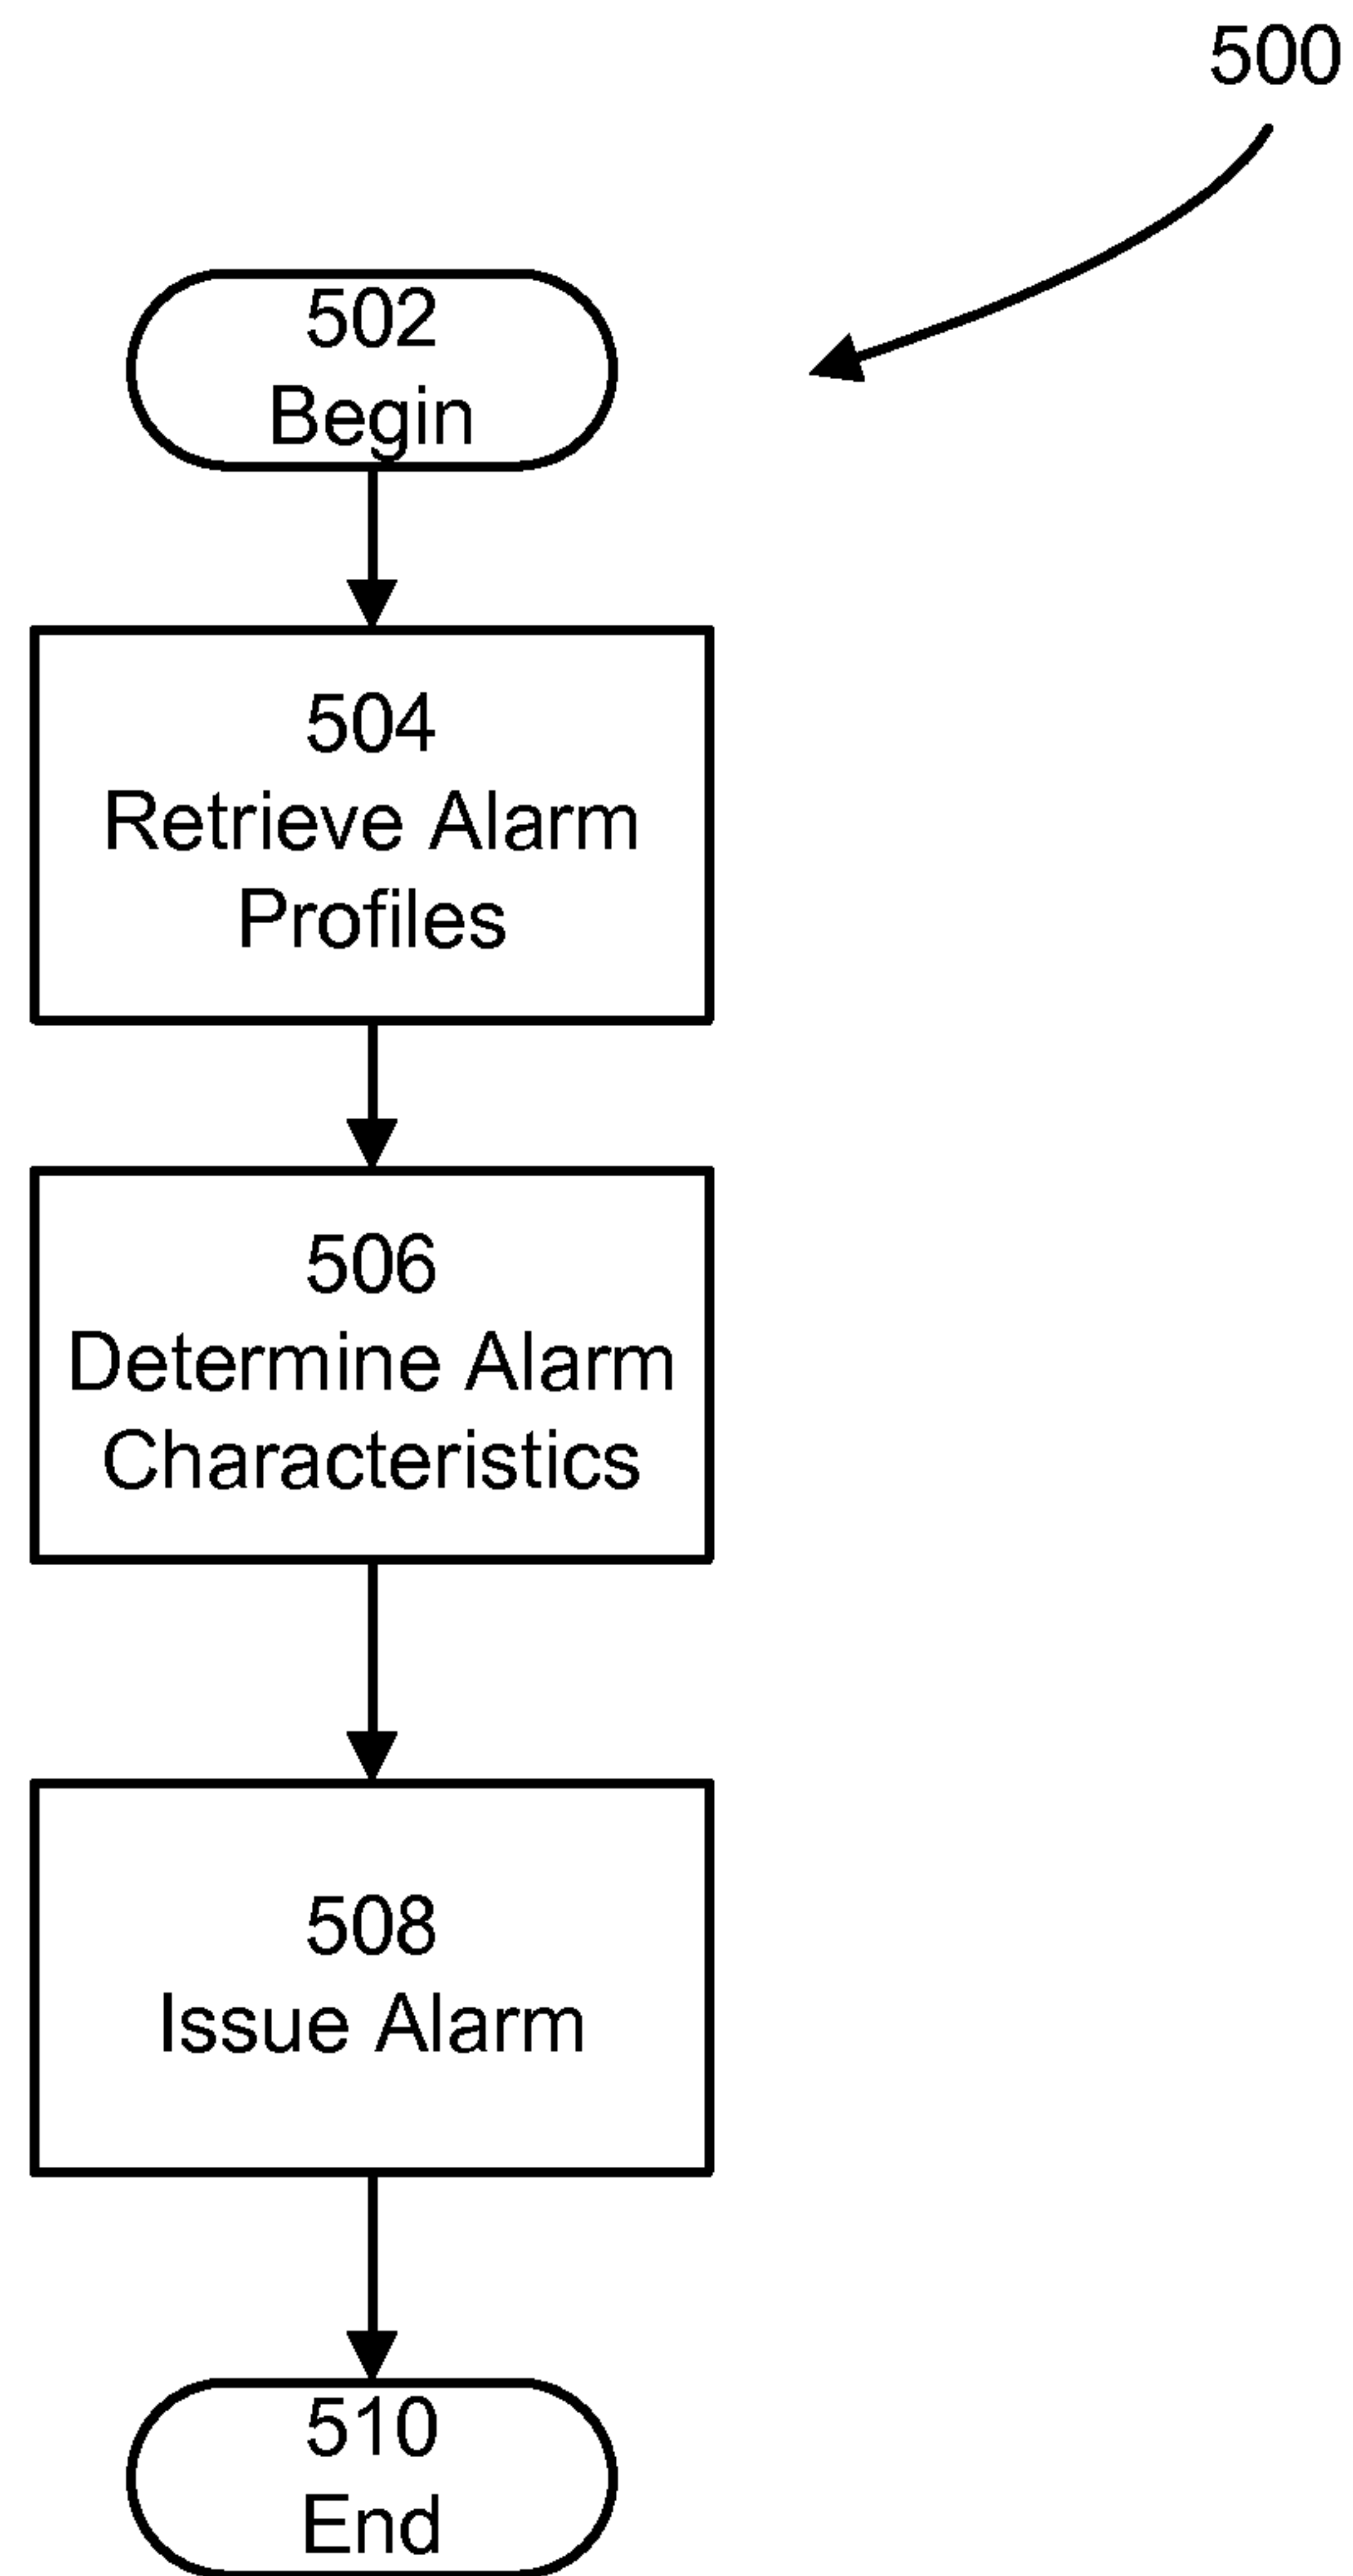 500
502
Begin
504
Retrieve Alarm
Profiles
506
Determine Alarm
Characteristics
508
Issue Alarm
510
End